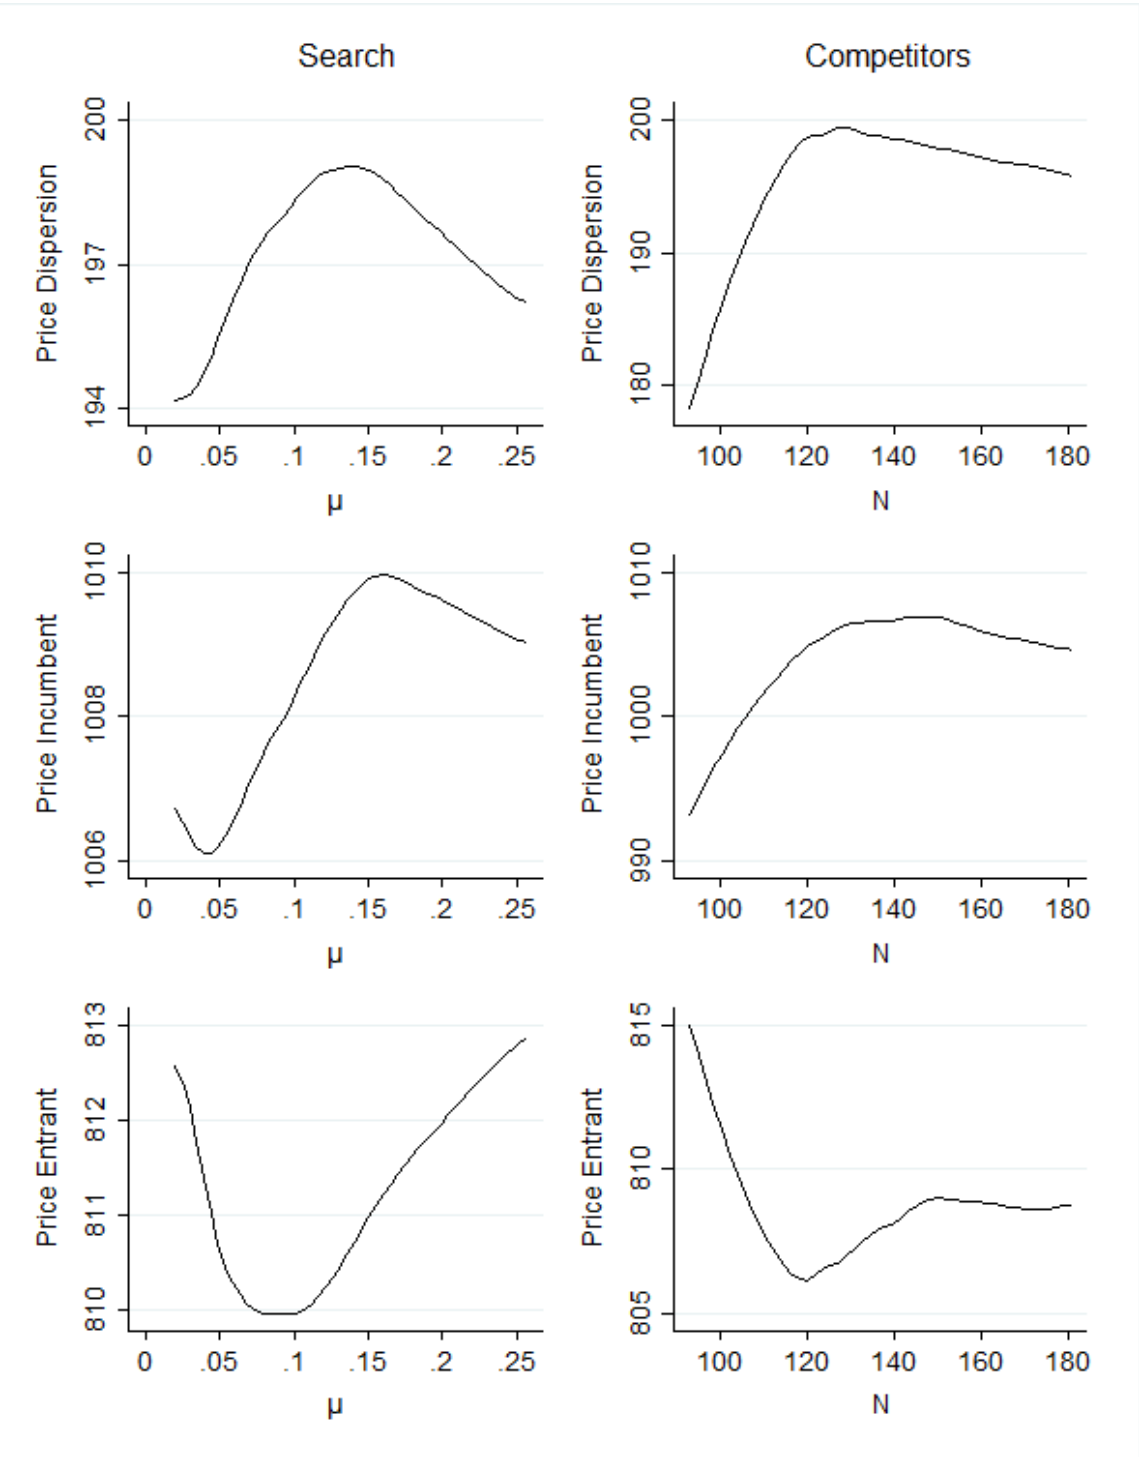 Search
Competitors
Price Dispersion
200
197
194
0 .05 .1 .15 .2 .25
µ
Price Dispersion
200
190
180
100 120 140 160 180
N
Price Incumbent
1010
1008
1006
0 .05 .1 .15 .2 .25
µ
Price Incumbent
1010
1000
990
100 120 140 160 180
N
Price Entrant
813
812
811
810
0 .05 .1 .15 .2 .25
µ
Price Entrant
815
810
805
100 120 140 160 180
N